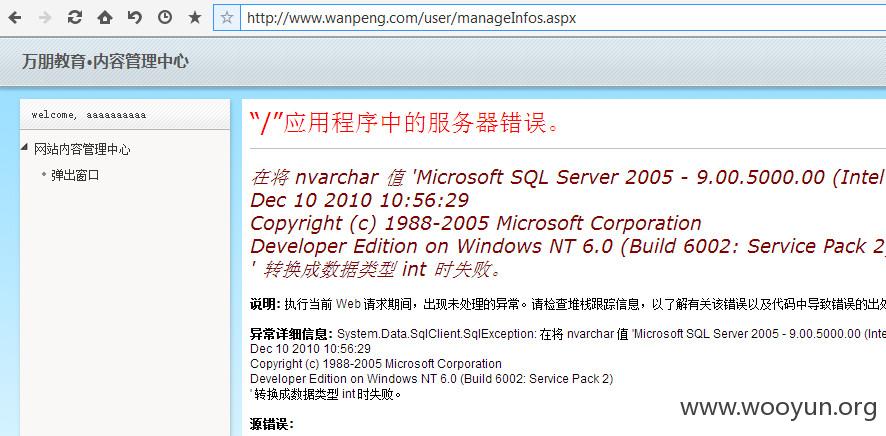 http://www.wanpeng.com/user/manageInfos.aspx
万朋教育•内容管理中心
welcome, aaaaaaaaaa
网站内容管理中心
弹出窗口
“/”应用程序中的服务器错误。
在将 nvarchar 值 'Microsoft SQL Server 2005 - 9.00.5000.00 (Intel
Dec 10 2010 10:56:29
Copyright (c) 1988-2005 Microsoft Corporation
Developer Edition on Windows NT 6.0 (Build 6002: Service Pack 2)
' 转换成数据类型 int 时失败。
说明: 执行当前 Web 请求期间，出现未处理的异常。请检查堆栈跟踪信息，以了解有关该错误以及代码中导致错误的出处
异常详细信息: System.Data.SqlClient.SqlException: 在将 nvarchar 值 'Microsoft SQL Server 2005 - 9.00.5000.00 (Inte
Dec 10 2010 10:56:29
Copyright (c) 1988-2005 Microsoft Corporation
Developer Edition on Windows NT 6.0 (Build 6002: Service Pack 2)
' 转换成数据类型 int 时失败。
源错误:
www.wooyun.org